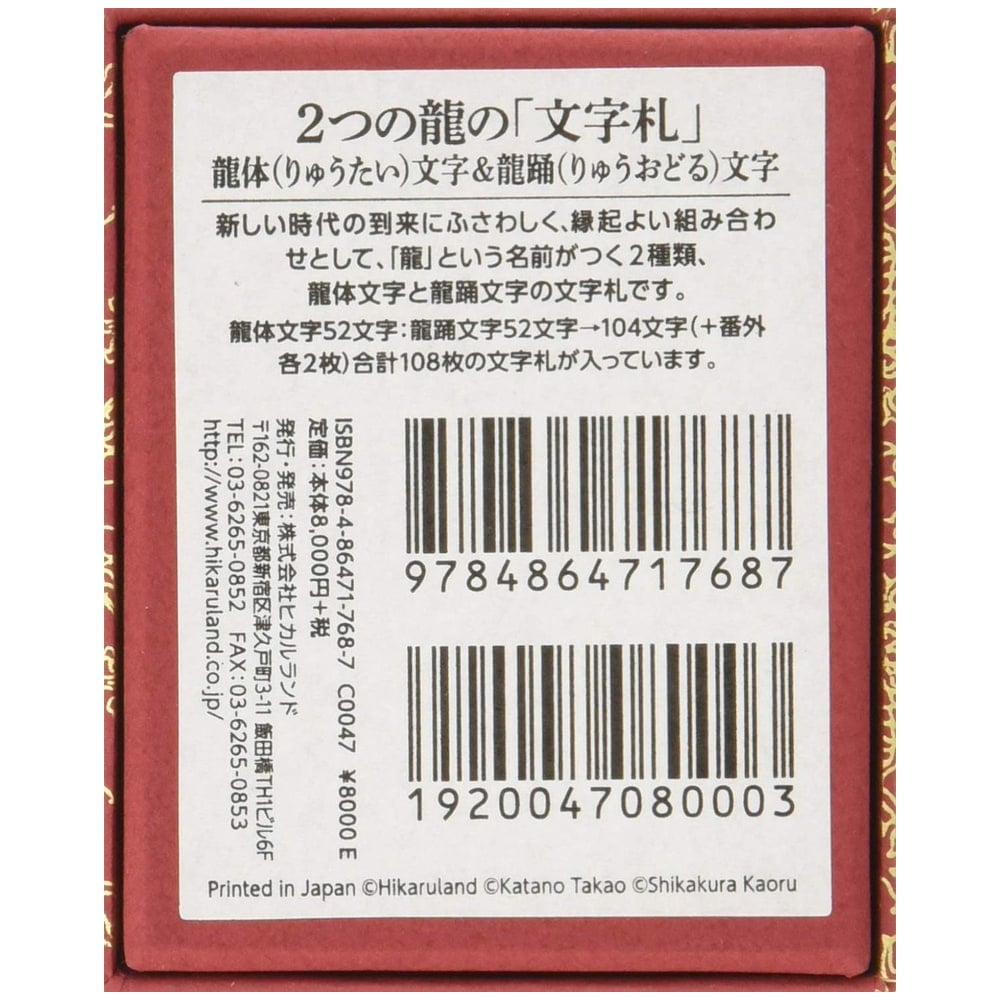 2つの龍の「文字札」
龍体(りゅうたい)文字&龍踊(りゅうおどる)文字
新しい時代の到来にふさわしく、縁起よい組み合わ
せとして、「龍」という名前がつく2種類、
龍体文字と龍踊文字の文字札です。
龍体文字52文字:龍踊文字52文字→104文字(+番外
各2枚)合計108枚の文字札が入っています。
ISBN978-4-86471-768-7 C0047 ¥8000E
定価:本体8,000円+税
発行・発売:株式会社ヒカルランド
〒162-0821東京都新宿区津久戸町3-11 飯田橋TH1ビル6F
TEL:03-6265-0852 FAX:03-6265-0853
http://www.hikaruland.co.jp/
9784864717687
1920047080003
Printed in Japan ©Hikaruland ©Katano Takao ©Shikakura Kaoru